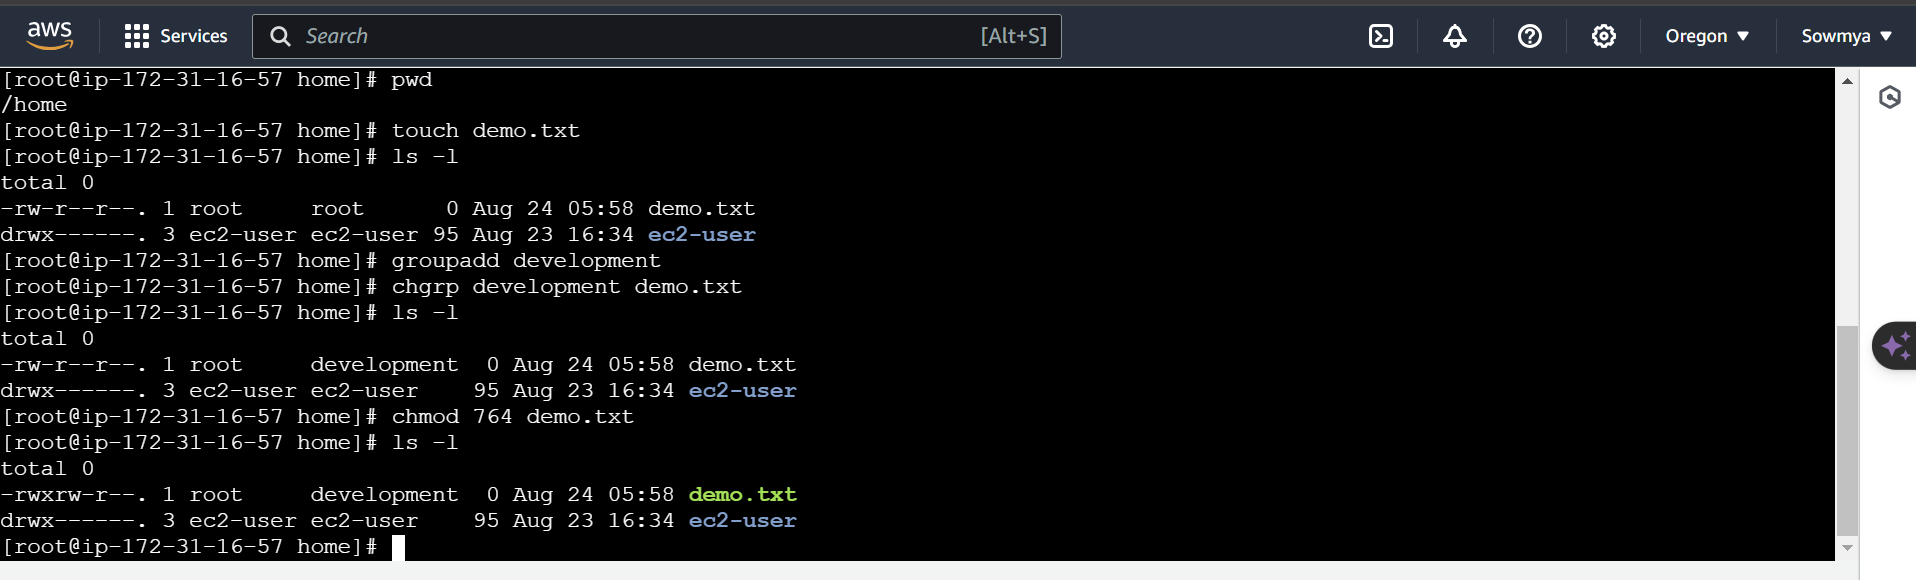 aws Services Search [Alt+S] Oregon Sowmya
[root@ip-172-31-16-57 home]# pwd
/home
[root@ip-172-31-16-57 home]# touch demo.txt
[root@ip-172-31-16-57 home]# ls -l
total 0
-rw-r--r--. 1 root     root      0 Aug 24 05:58 demo.txt
drwx------. 3 ec2-user ec2-user 95 Aug 23 16:34 ec2-user
[root@ip-172-31-16-57 home]# groupadd development
[root@ip-172-31-16-57 home]# chgrp development demo.txt
[root@ip-172-31-16-57 home]# ls -l
total 0
-rw-r--r--. 1 root     development  0 Aug 24 05:58 demo.txt
drwx------. 3 ec2-user ec2-user    95 Aug 23 16:34 ec2-user
[root@ip-172-31-16-57 home]# chmod 764 demo.txt
[root@ip-172-31-16-57 home]# ls -l
total 0
-rwxrw-r--. 1 root     development  0 Aug 24 05:58 demo.txt
drwx------. 3 ec2-user ec2-user    95 Aug 23 16:34 ec2-user
[root@ip-172-31-16-57 home]#